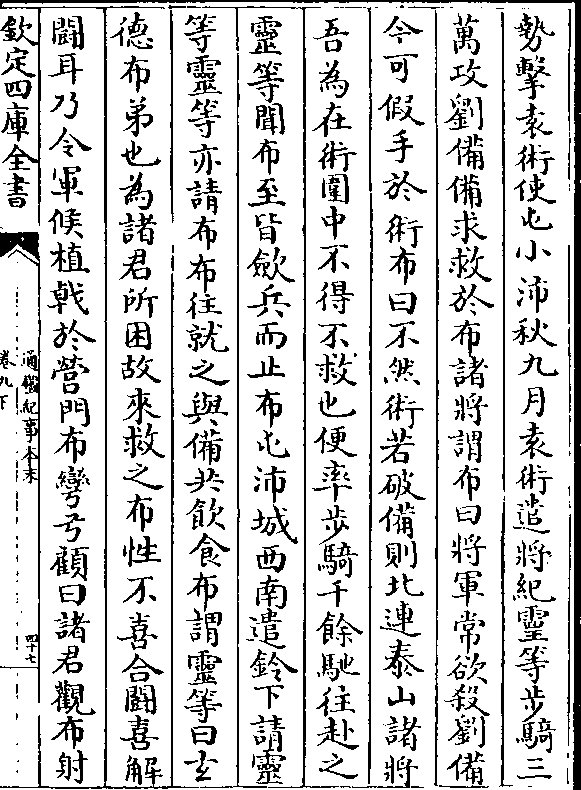 勢擊袁術使屯小沛秋九月袁術遣將紀靈等步騎三
萬攻劉備備求救於布諸將謂布曰將軍常欲殺劉備
今可假手於術布曰不然術若破備則北連泰山諸將
吾為在術圍中不得不救也便率步騎千餘馳往赴之
靈等聞布至皆歛兵而止布屯沛城西南遣鈴下請靈
等靈等亦請布布往就之與備共飲食布謂靈等曰玄
德布弟也為諸君所困故來救之布性不喜合鬬喜解
鬬耳乃令軍候植戟於營門布彎弓顧曰諸君觀布射
欽定四庫全書
通鑑紀事本末
卷九下
四十七